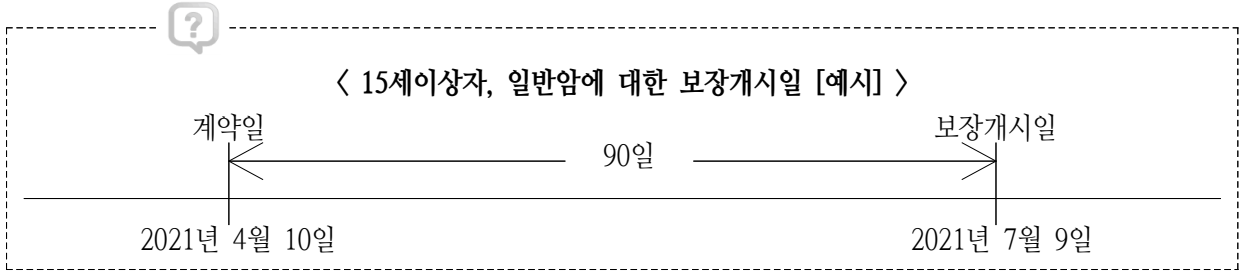 ?
〈 15세이상자, 일반암에 대한 보장개시일 [예시] 〉
계약일 보장개시일
90일
2021년 4월 10일 2021년 7월 9일